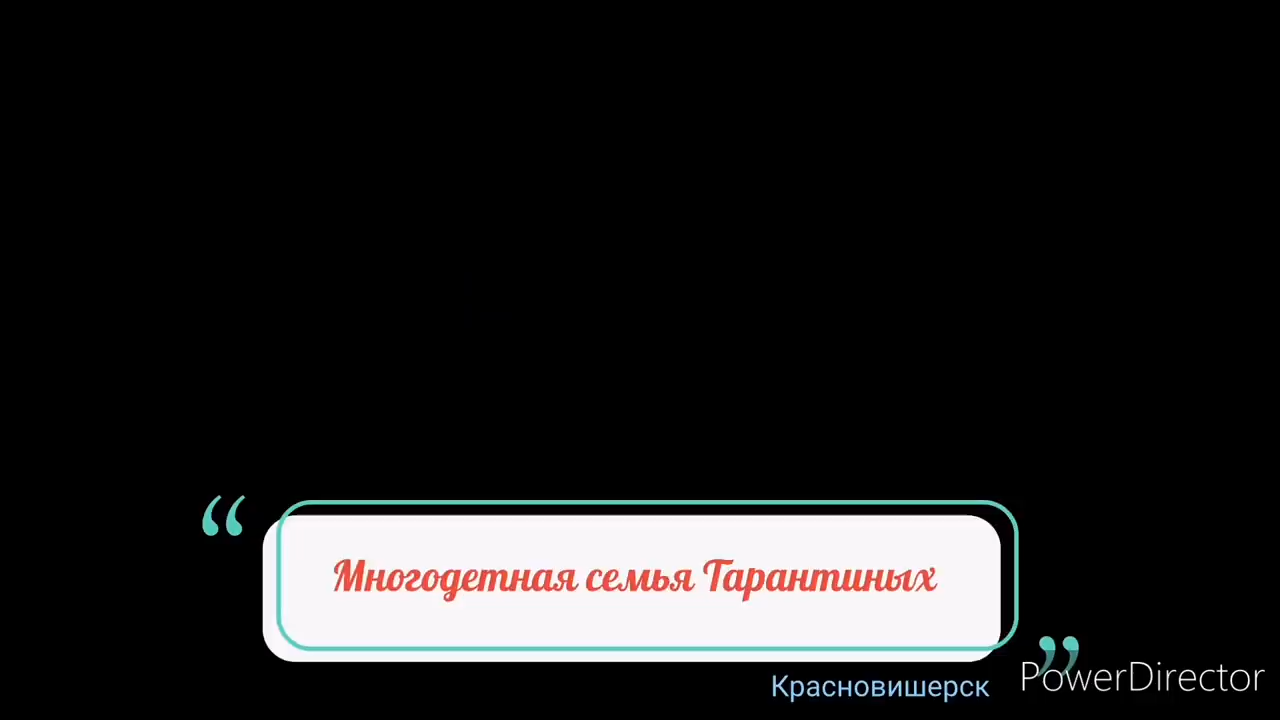 “
Многодетная семья Тарантиных
”
Красновишерск
PowerDirector